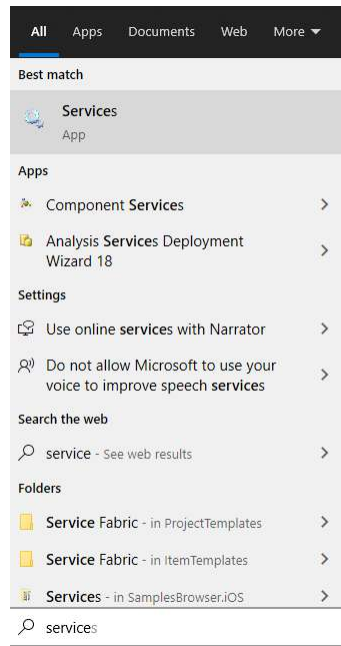 All Apps Documents Web More
Best match
Services
App
Apps
Component Services
Analysis Services Deployment
Wizard 18
Settings
Use online services with Narrator
Do not allow Microsoft to use your
voice to improve speech services
Search the web
service - See web results
Folders
Service Fabric - in ProjectTemplates
Service Fabric - in ItemTemplates
Services - in SamplesBrowser.iOS
services